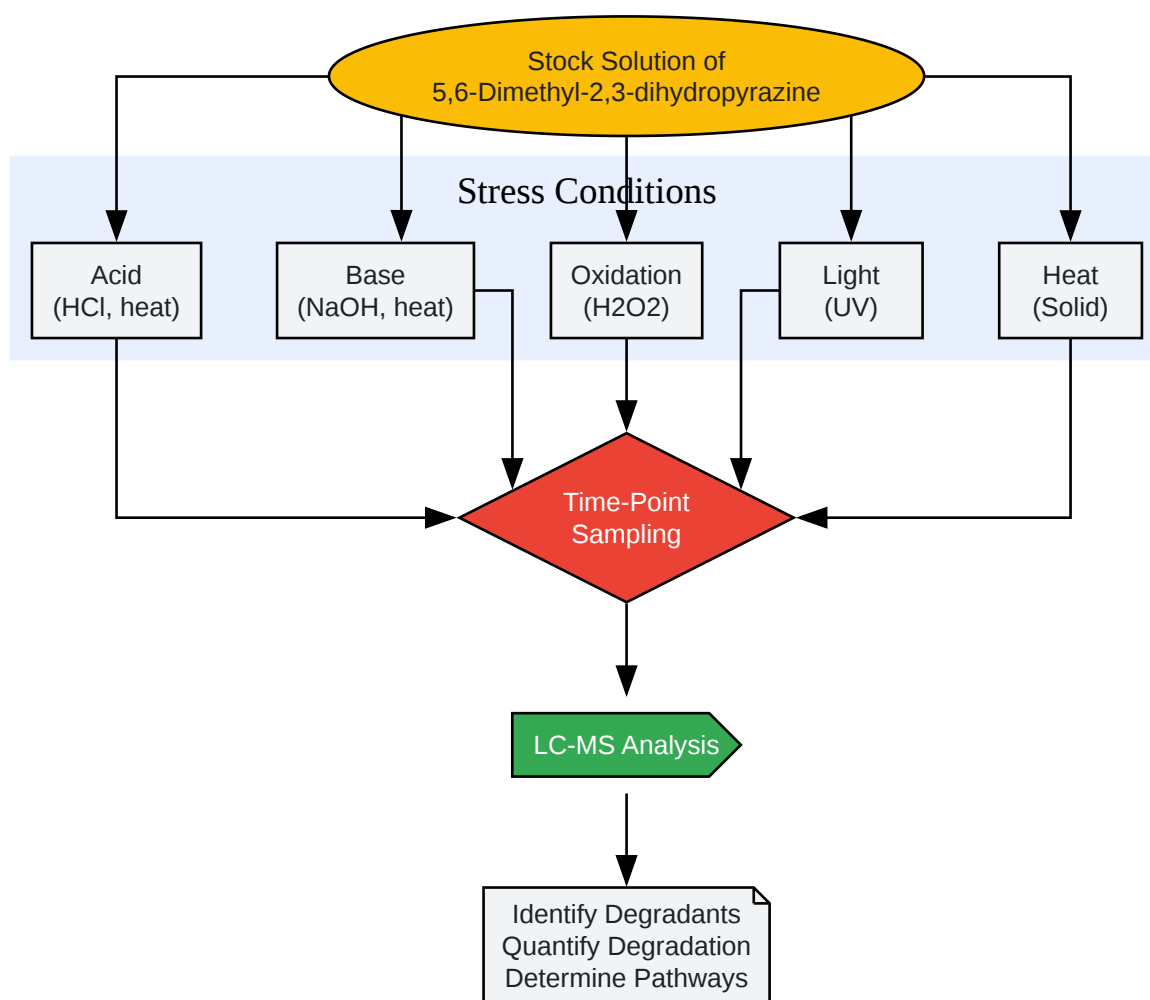 Stock Solution of
5,6-Dimethyl-2,3-dihydropyrazine
Stress Conditions
Acid
(HCl, heat)
Base
(NaOH, heat)
Oxidation
(H2O2)
Light
(UV)
Heat
(Solid)
Time-Point
Sampling
LC-MS Analysis
Identify Degradants
Quantify Degradation
Determine Pathways